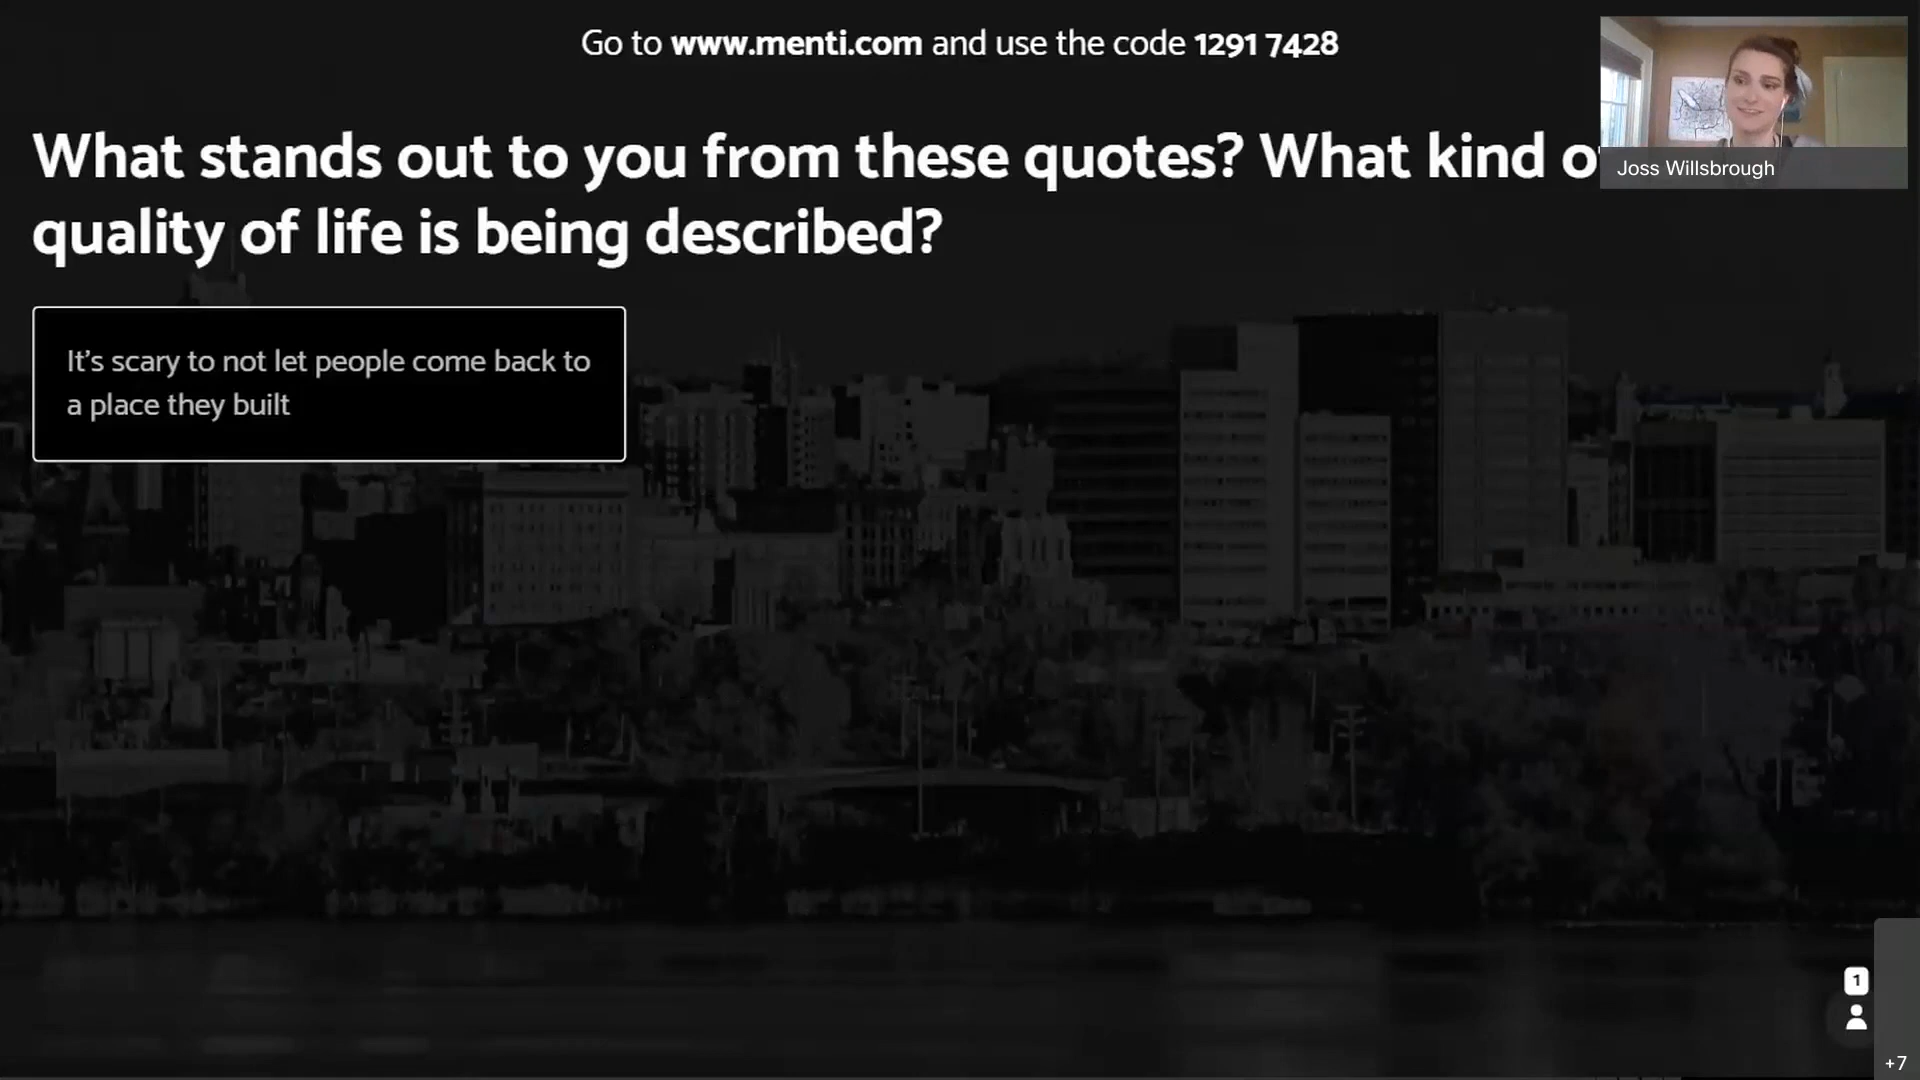 Go to www.menti.com and use the code 1291 7428
What stands out to you from these quotes? What kind o
quality of life is being described?
Joss Willsbrough
It's scary to not let people come back to
a place they built
1
+7